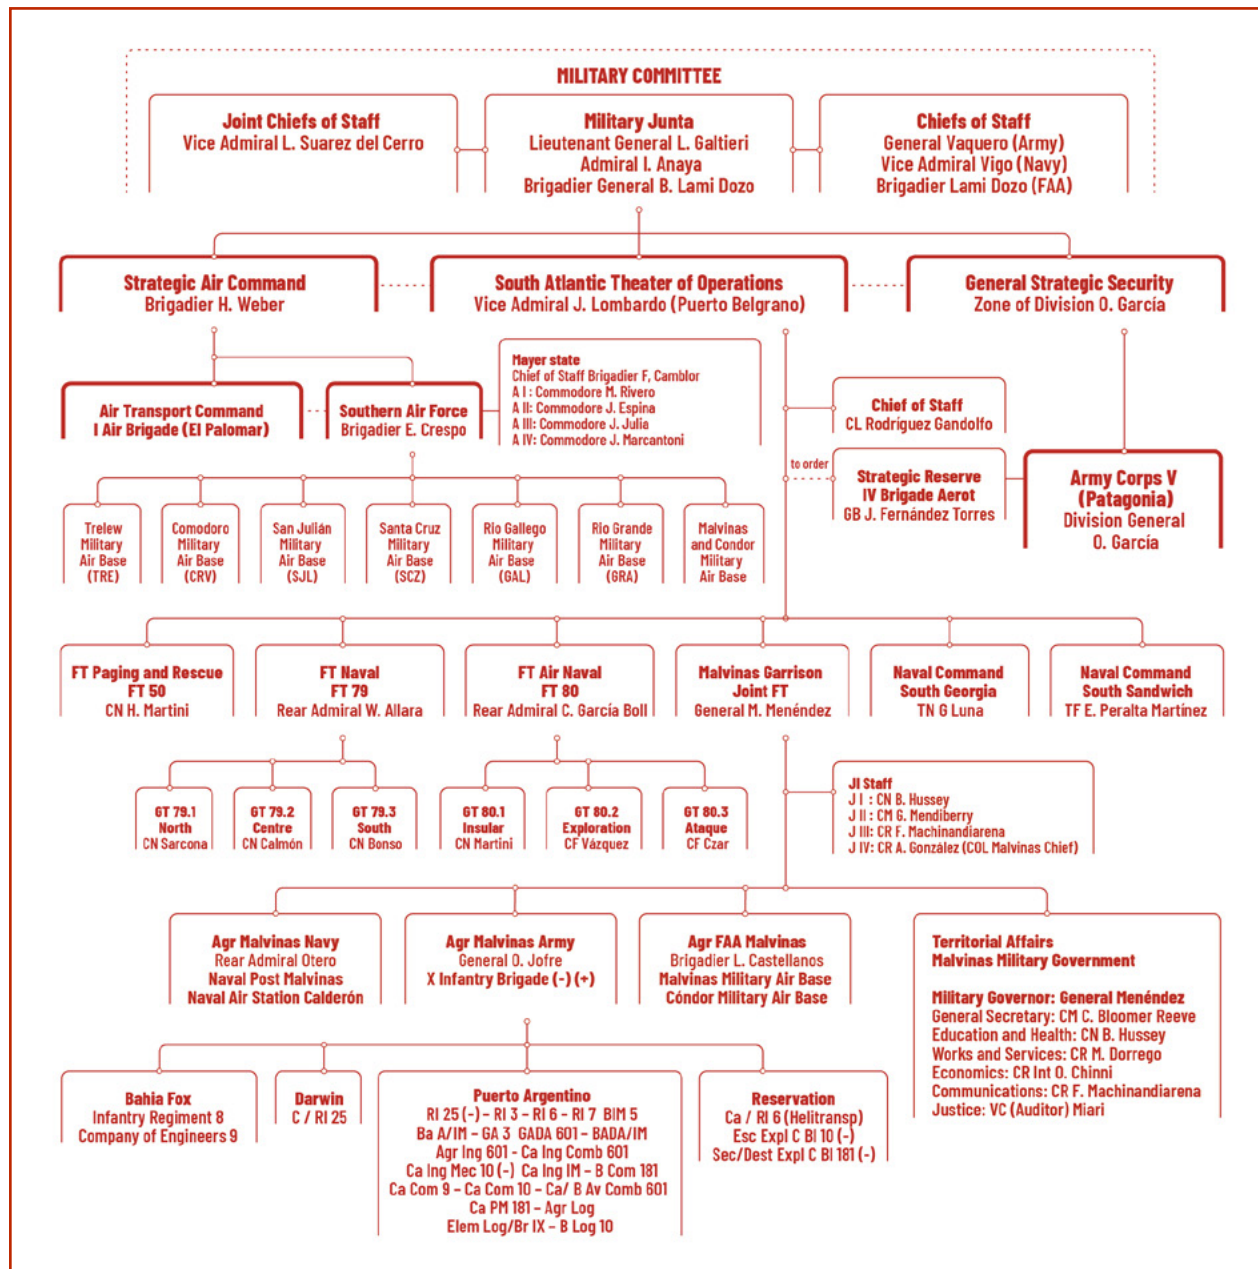 MILITARY COMMITTEE
Joint Chiefs of Staff
Vice Admiral L. Suarez del Cerro
Military Junta
Lieutenant General L. Galtieri
Admiral I. Anaya
Brigadier General B. Lami Dozo
Chiefs of Staff
General Vaquero (Army)
Vice Admiral Vigo (Navy)
Brigadier Lami Dozo (FAA)
Strategic Air Command
Brigadier H. Weber
South Atlantic Theater of Operations
Vice Admiral J. Lombardo (Puerto Belgrano)
General Strategic Security
Zone of Division O. García
Air Transport Command
I Air Brigade (El Palomar)
Southern Air Force
Brigadier E. Crespo
Mayer state
Chief of Staff Brigadier F, Camblor
A I : Commodore M. Rivero
A II: Commodore J. Espina
A III: Commodore J. Julia
A IV: Commodore J. Marcantoni
Chief of Staff
CL Rodríguez Gandolfo
to order
Strategic Reserve
IV Brigade Aerot
GB J. Fernández Torres
Army Corps V
(Patagonia)
Division General
O. García
Trelew
Military
Air Base
(TRE)
Comodoro
Military
Air Base
(CRV)
San Julián
Military
Air Base
(SJL)
Santa Cruz
Military
Air Base
(SCZ)
Rio Gallego
Military
Air Base
(GAL)
Rio Grande
Military
Air Base
(GRA)
Malvinas
and Condor
Military
Air Base
FT Paging and Rescue
FT 50
CN H. Martini
FT Naval
FT 79
Rear Admiral W. Allara
FT Air Naval
FT 80
Rear Admiral C. García Boll
Malvinas Garrison
Joint FT
General M. Menéndez
Naval Command
South Georgia
TN G Luna
Naval Command
South Sandwich
TF E. Peralta Martínez
GT 79.1
North
CN Sarcona
GT 79.2
Centre
CN Calmón
GT 79.3
South
CN Bonso
GT 80.1
Insular
CN Martini
GT 80.2
Exploration
CF Vázquez
GT 80.3
Ataque
CF Czar
JI Staff
J I : CN B. Hussey
J II : CM G. Mendiberry
J III: CR F. Machinandiarena
J IV: CR A. González (COL Malvinas Chief)
Agr Malvinas Navy
Rear Admiral Otero
Naval Post Malvinas
Naval Air Station Calderón
Agr Malvinas Army
General O. Jofre
X Infantry Brigade (-) (+)
Agr FAA Malvinas
Brigadier L. Castellanos
Malvinas Military Air Base
Cóndor Military Air Base
Territorial Affairs
Malvinas Military Government
Military Governor: General Menéndez
General Secretary: CM C. Bloomer Reeve
Education and Health: CN B. Hussey
Works and Services: CR M. Dorrego
Economics: CR Int O. Chinni
Communications: CR F. Machinandiarena
Justice: VC (Auditor) Miari
Bahia Fox
Infantry Regiment 8
Company of Engineers 9
Darwin
C / RI 25
Puerto Argentino
RI 25 (-) – RI 3 – RI 6 – RI 7 BIM 5
Ba A/IM – GA 3 GADA 601 – BADA/IM
Agr Ing 601 - Ca Ing Comb 601
Ca Ing Mec 10 (-) Ca Ing IM – B Com 181
Ca Com 9 – Ca Com 10 – Ca/ B Av Comb 601
Ca PM 181 – Agr Log
Elem Log/Br IX – B Log 10
Reservation
Ca / RI 6 (Helitransp)
Esc Expl C BI 10 (-)
Sec/Dest Expl C BI 181 (-)